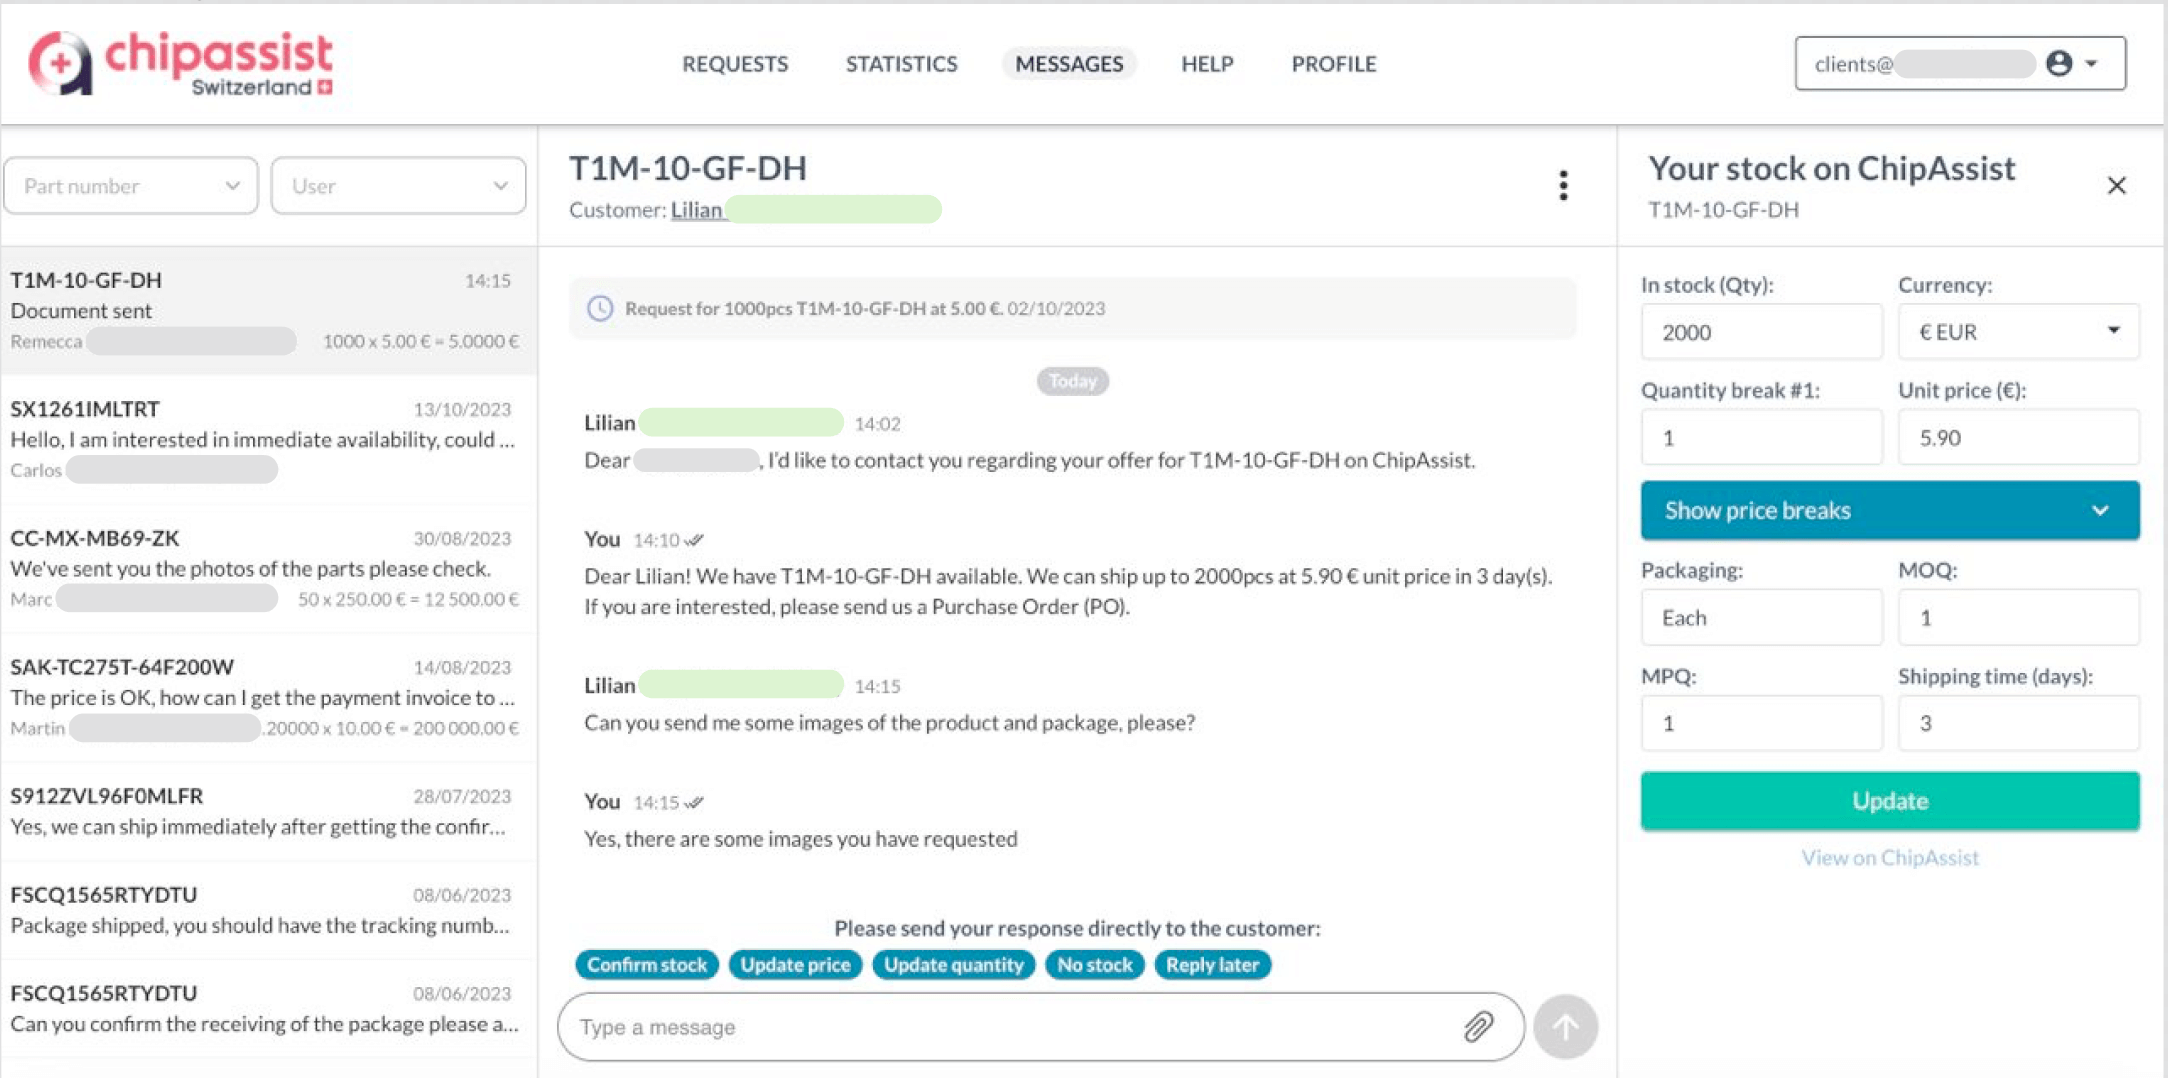 chipassist
Switzerland
REQUESTS
STATISTICS
MESSAGES
HELP
PROFILE
clients@
Part number
User
T1M-10-GF-DH 14:15
Document sent
Remecca 1000 x 5.00 € = 5.0000 €
SX1261IMLTRT 13/10/2023
Hello, I am interested in immediate availability, could ...
Carlos
CC-MX-MB69-ZK 30/08/2023
We've sent you the photos of the parts please check.
Marc 50 x 250.00 € = 12 500.00 €
SAK-TC275T-64F200W 14/08/2023
The price is OK, how can I get the payment invoice to ...
Martin .20000 x 10.00 € = 200 000.00 €
S912ZVL96F0MLFR 28/07/2023
Yes, we can ship immediately after getting the confir...
FSCQ1565RTYDTU 08/06/2023
Package shipped, you should have the tracking numb...
FSCQ1565RTYDTU 08/06/2023
Can you confirm the receiving of the package please a...
T1M-10-GF-DH
Customer: Lilian
Request for 1000pcs T1M-10-GF-DH at 5.00 €. 02/10/2023
Today
Lilian 14:02
Dear , I'd like to contact you regarding your offer for T1M-10-GF-DH on ChipAssist.
You 14:10
Dear Lilian! We have T1M-10-GF-DH available. We can ship up to 2000pcs at 5.90 € unit price in 3 day(s).
If you are interested, please send us a Purchase Order (PO).
Lilian 14:15
Can you send me some images of the product and package, please?
You 14:15
Yes, there are some images you have requested
Please send your response directly to the customer:
Confirm stock
Update price
Update quantity
No stock
Reply later
Type a message
Your stock on ChipAssist
T1M-10-GF-DH
In stock (Qty): Currency:
2000 € EUR
Quantity break #1: Unit price (€):
1 5.90
Show price breaks
Packaging: MOQ:
Each 1
MPQ: Shipping time (days):
1 3
Update
View on ChipAssist